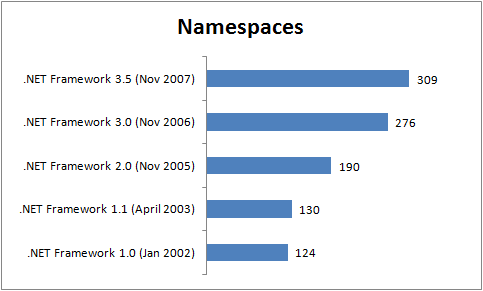 Namespaces
.NET Framework 3.5 (Nov 2007) 309
.NET Framework 3.0 (Nov 2006) 276
.NET Framework 2.0 (Nov 2005) 190
.NET Framework 1.1 (April 2003) 130
.NET Framework 1.0 (Jan 2002) 124